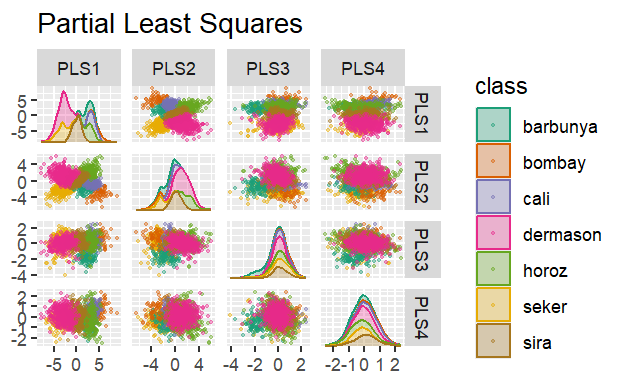 Partial Least Squares
PLS1 PLS2 PLS3 PLS4
5
0
-5
PLS1
4
0
-4
PLS2
2
0
-2
-4
PLS3
2
1
0
-1
-2
PLS4
-5 0 5 -4 0 4 -4 -2 0 2 -2 -1 0 1 2
class
barbunya
bombay
cali
dermason
horoz
seker
sira